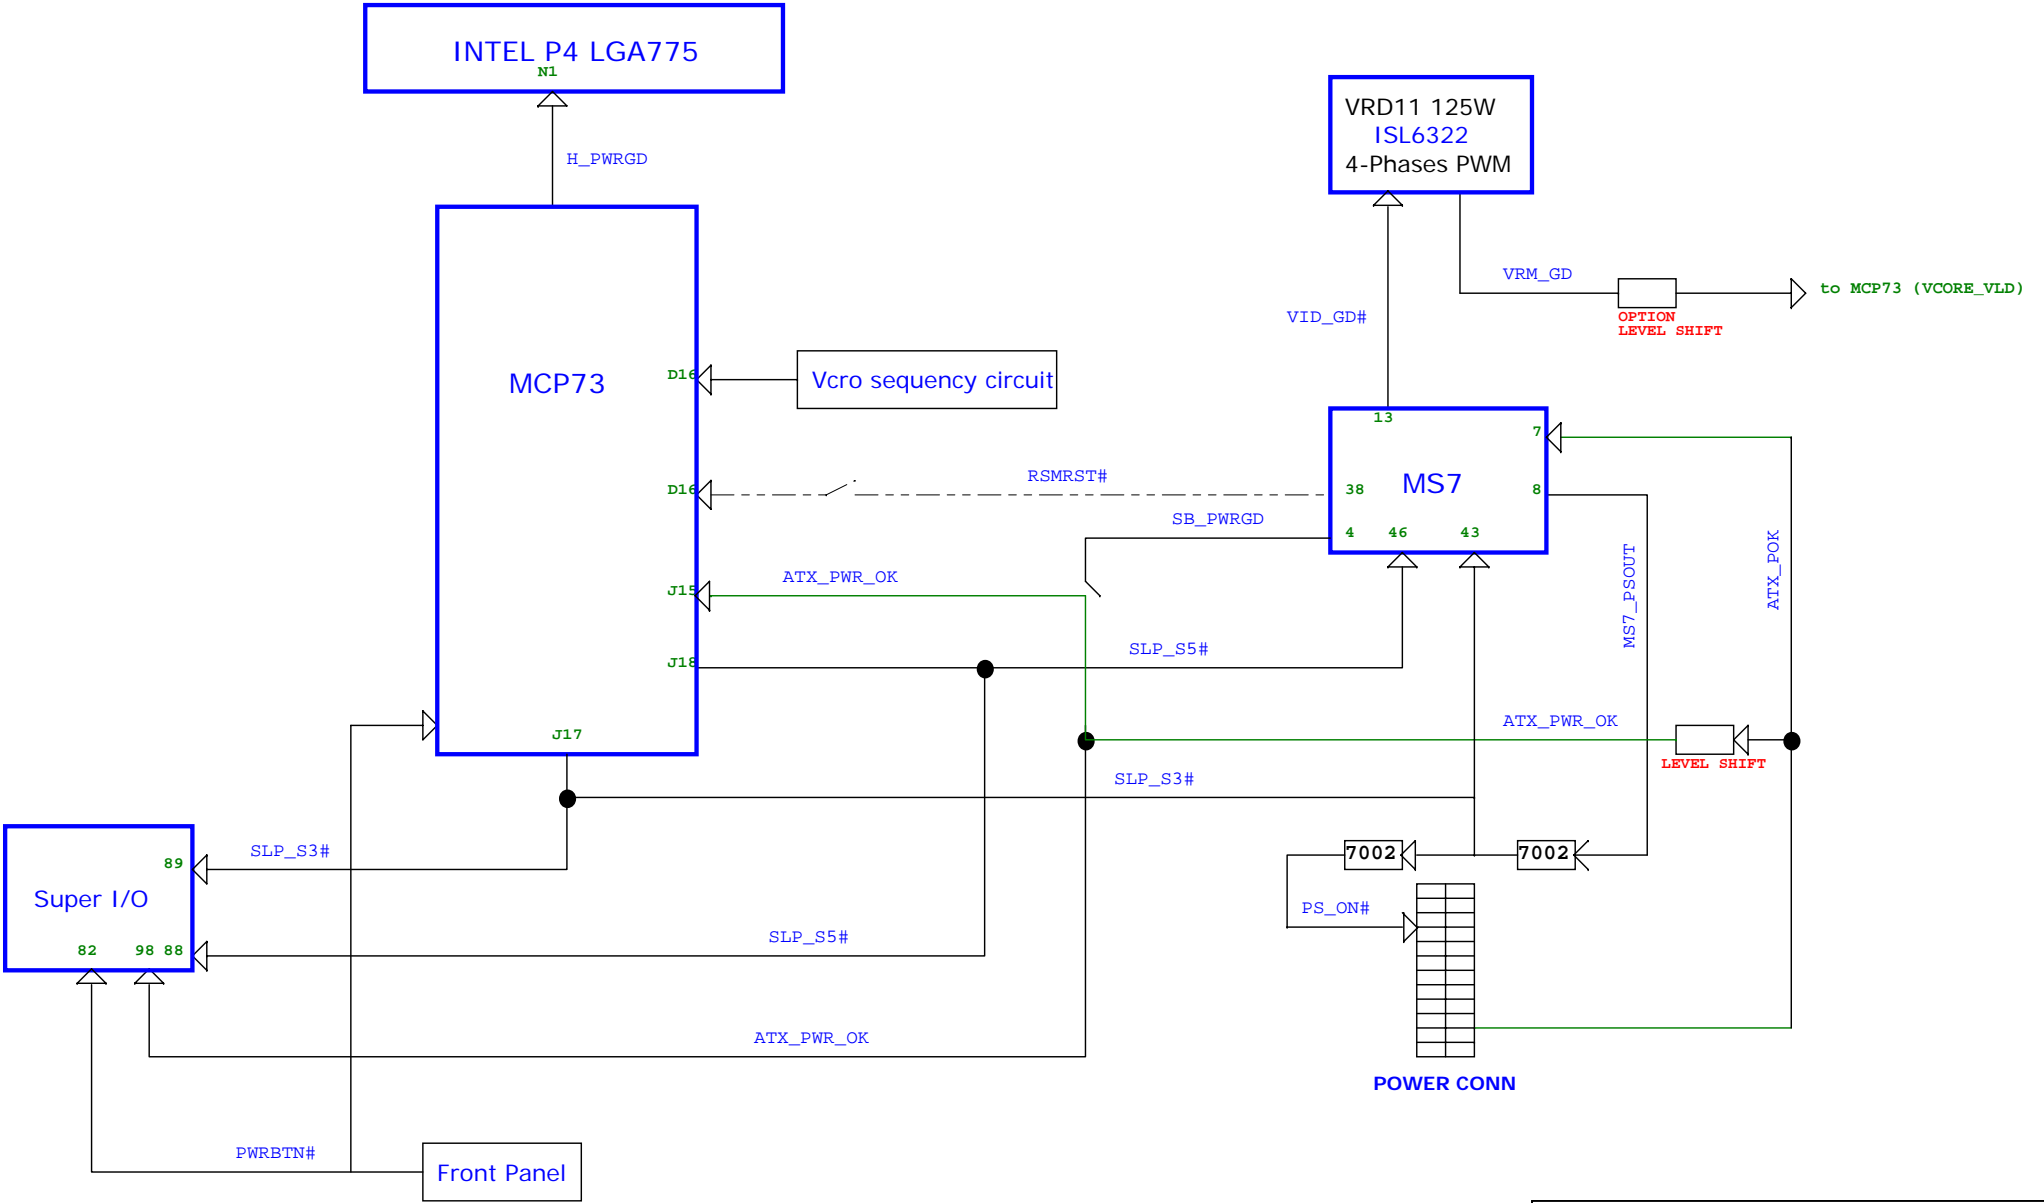 INTEL P4 LGA775
N1
H_PWRGD
VRD11 125W
ISL6322
4-Phases PWM
VRM_GD
to MCP73 (VCORE_VLD)
OPTION
LEVEL SHIFT
VID_GD#
MCP73
D16
Vcro sequency circuit
13
7
MS7
D16
RSMRST#
38
8
SB_PWRGD
4
46
43
J15
ATX_PWR_OK
MS7_PSOUT
ATX_POK
J18
SLP_S5#
J17
ATX_PWR_OK
LEVEL SHIFT
SLP_S3#
89
SLP_S3#
7002
7002
Super I/O
PS_ON#
82
98
88
SLP_S5#
ATX_PWR_OK
POWER CONN
PWRBTN#
Front Panel